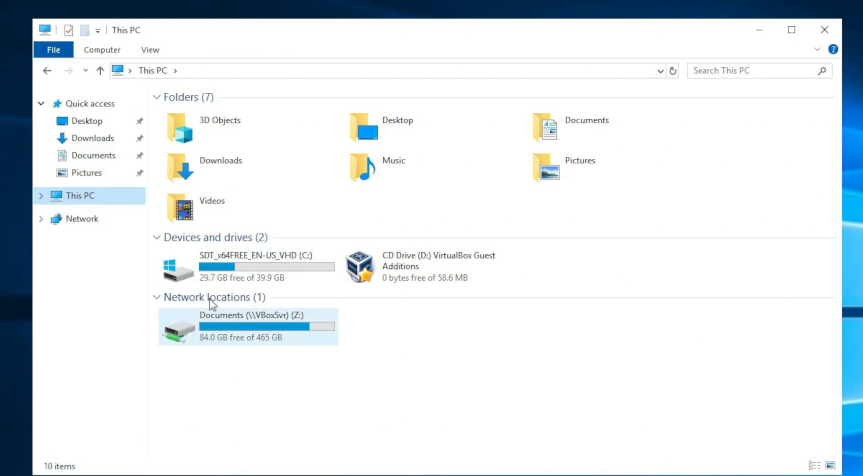 This PC
File Computer View
This PC
Search This PC
Quick access
Desktop
Downloads
Documents
Pictures
This PC
Network
Folders (7)
3D Objects
Desktop
Documents
Downloads
Music
Pictures
Videos
Devices and drives (2)
SDT_x64FREE_EN-US_VHD (C:)
29.7 GB free of 39.9 GB
CD Drive (D:) VirtualBox Guest
Additions
0 bytes free of 58.6 MB
Network locations (1)
Documents (\\VBoxSvr) (Z:)
84.0 GB free of 465 GB
10 items